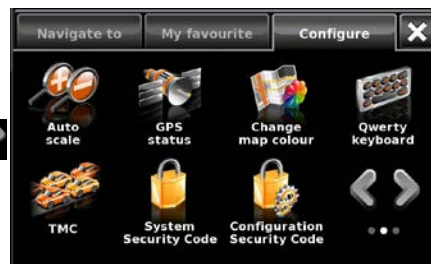 Navigate to
My favourite
Configure
Auto
scale
GPS
status
Change
map colour
Qwerty
keyboard
TMC
System
Security Code
Configuration
Security Code